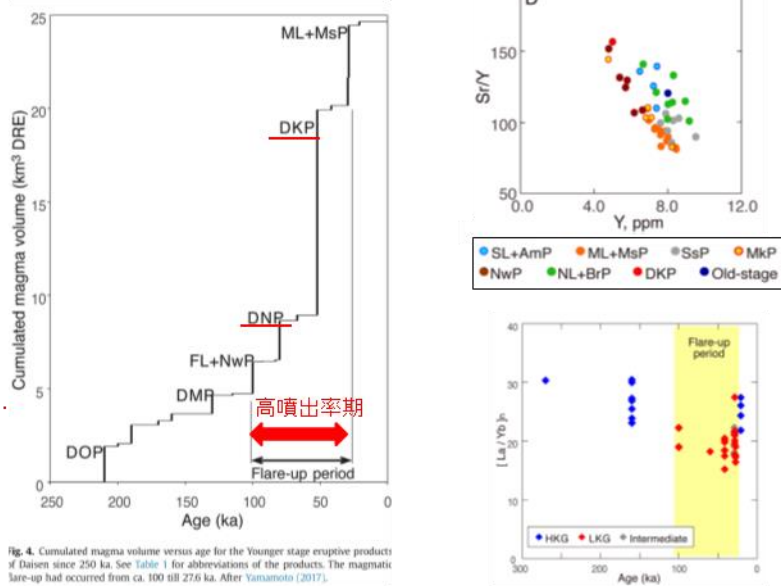 25
20
15
10
5
0
Cumulated magma volume (km³ DRE)
ML+MsP
DKP
DNP
FL+NwP
DMP
DOP
高噴出率期
Flare-up period
250
200
150
100
50
0
Age (ka)
Fig. 4. Cumulated magma volume versus age for the Younger stage eruptive products
of Daisen since 250 ka. See Table 1 for abbreviations of the products. The magmatic
flare-up had occurred from ca. 100 till 27.6 ka. After Yamamoto (2017).
Sr/Y
150
100
50
0.0
4.0
8.0
12.0
Y, ppm
SL+AmP
ML+MsP
SsP
MkP
NwP
NL+BrP
DKP
Old-stage
40
30
20
10
0
[La/Yb]n
Flare-up
period
HKG
LKG
Intermediate
300
200
100
0
Age (ka)